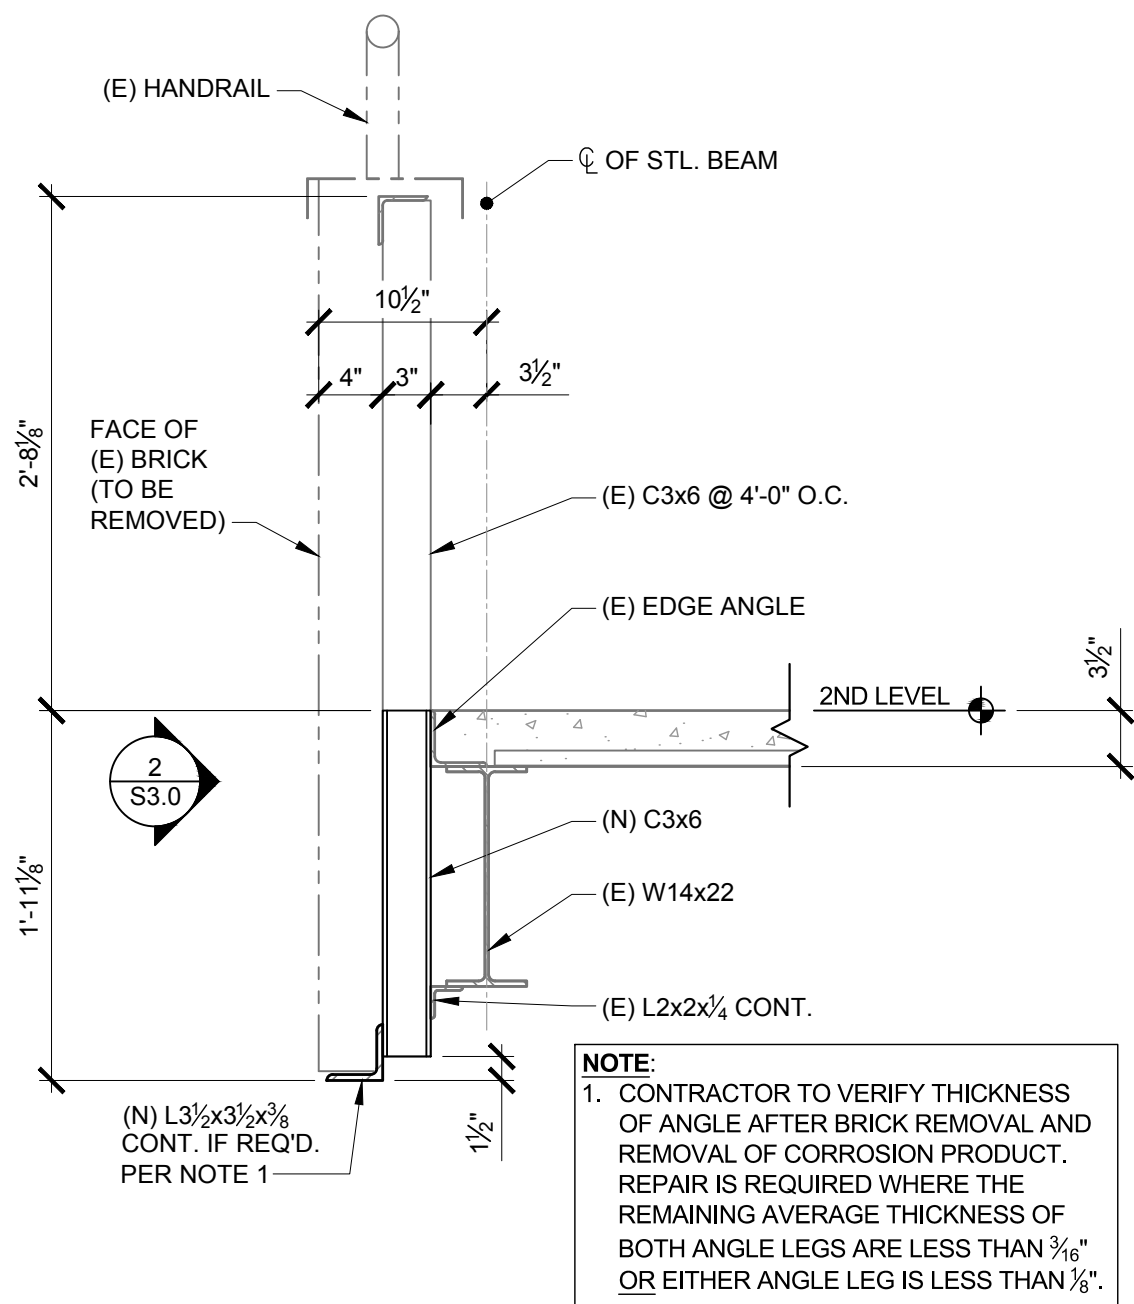 (E) HANDRAIL
℄ OF STL. BEAM
10½"
4"
3"
3½"
2'-8⅛"
FACE OF
(E) BRICK
(TO BE
REMOVED)
(E) C3x6 @ 4'-0" O.C.
(E) EDGE ANGLE
3½"
2ND LEVEL
2
S3.0
(N) C3x6
1'-11⅛"
(E) W14x22
(E) L2x2x¼ CONT.
(N) L3½x3½x⅜
CONT. IF REQ'D.
PER NOTE 1
1½"
NOTE:
1. CONTRACTOR TO VERIFY THICKNESS
OF ANGLE AFTER BRICK REMOVAL AND
REMOVAL OF CORROSION PRODUCT.
REPAIR IS REQUIRED WHERE THE
REMAINING AVERAGE THICKNESS OF
BOTH ANGLE LEGS ARE LESS THAN 3⁄16"
OR EITHER ANGLE LEG IS LESS THAN ⅛".